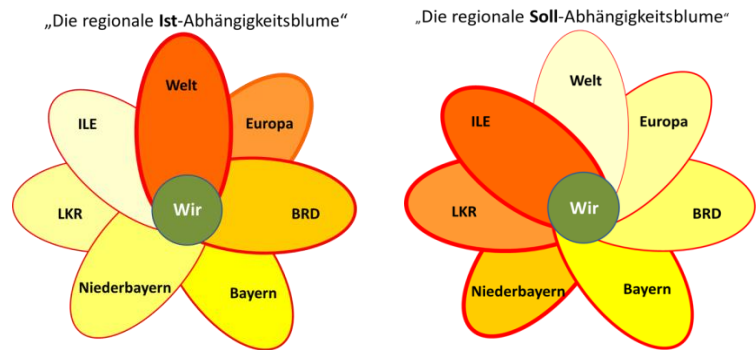 „Die regionale Ist-Abhängigkeitsblume“
Welt
Europa
ILE
LKR
Wir
BRD
Niederbayern
Bayern
„Die regionale Soll-Abhängigkeitsblume“
Welt
Europa
ILE
LKR
Wir
BRD
Niederbayern
Bayern